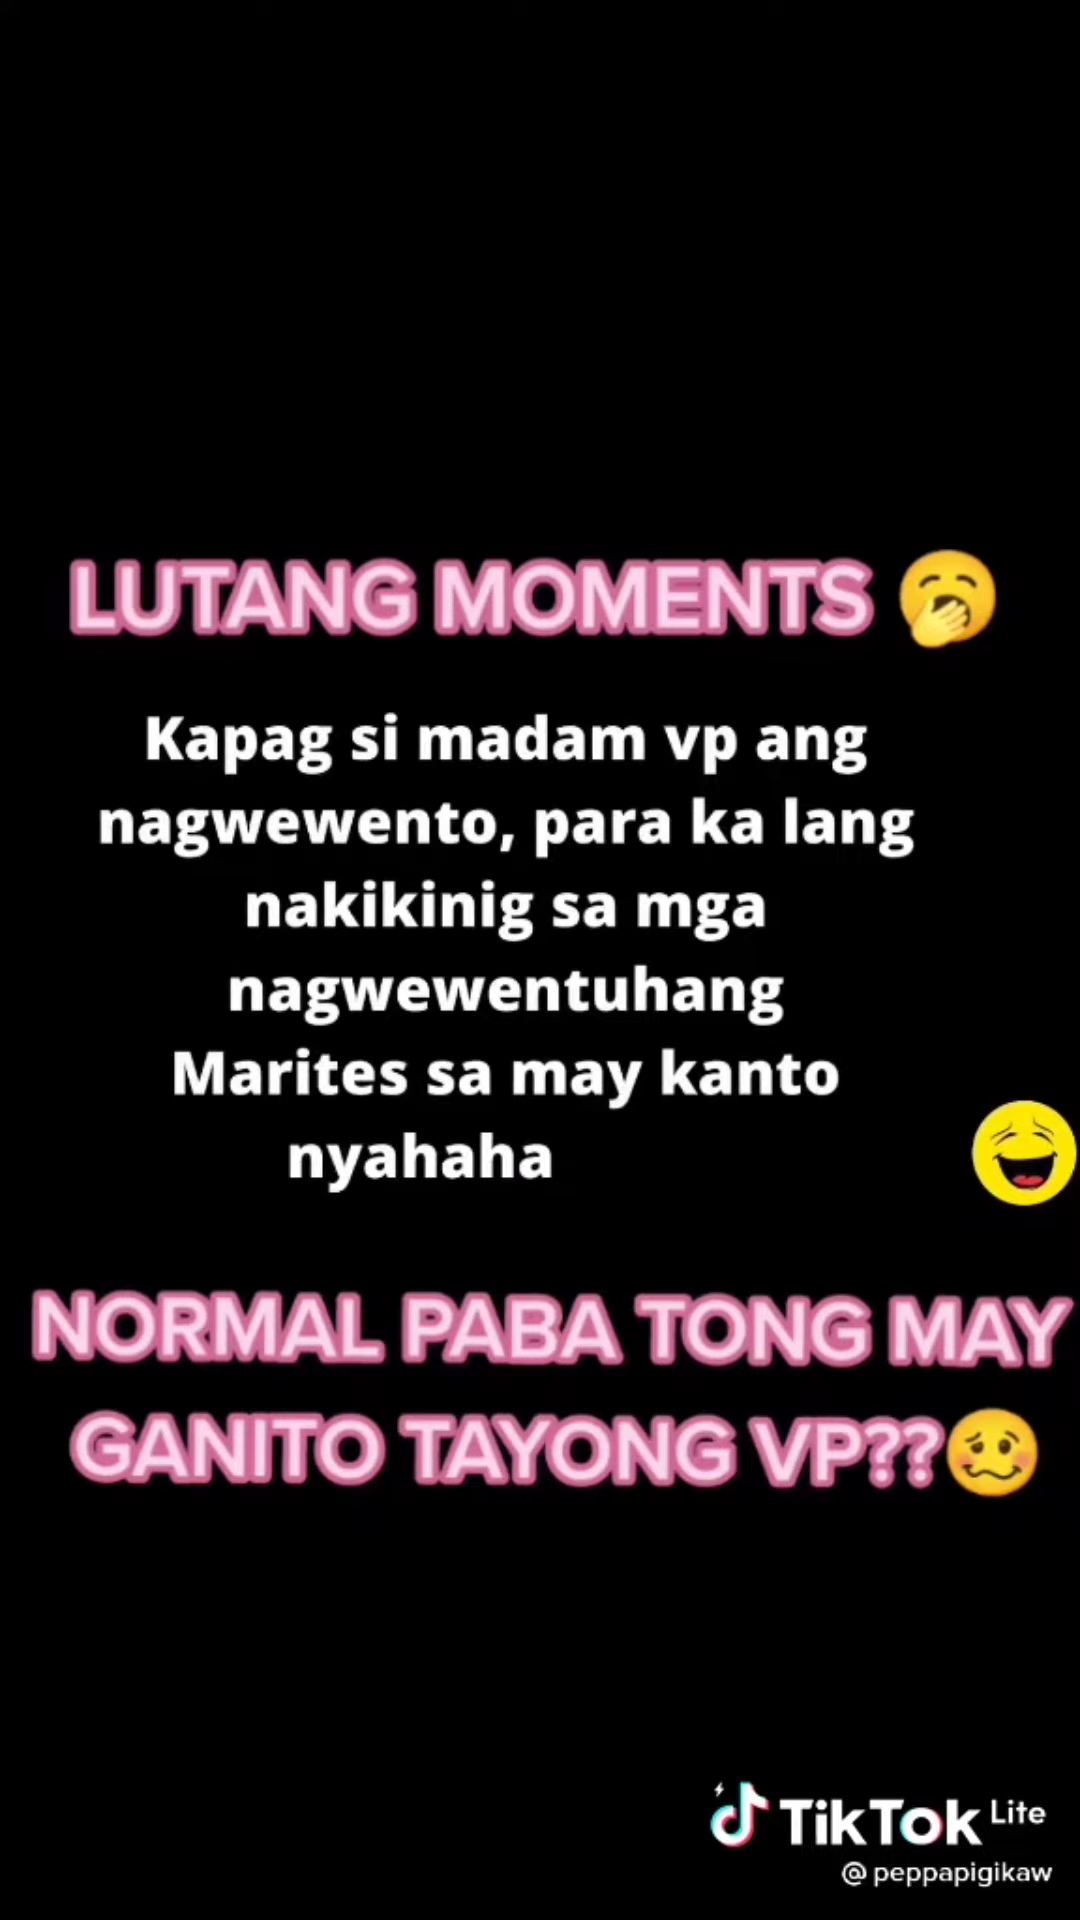 LUTANG MOMENTS 🥱
Kapag si madam vp ang
nagwewento, para ka lang
nakikinig sa mga
nagwewentuhang
Marites sa may kanto
nyahaha
NORMAL PABA TONG MAY
GANITO TAYONG VP??🥴
TikTok Lite
@peppapigikaw